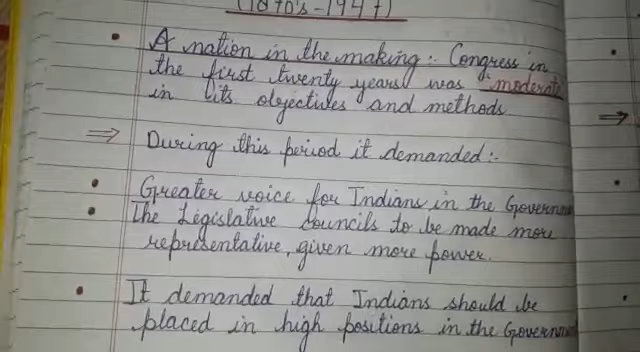 (1870's-1947)
• A nation in the making:- Congress in
the first twenty years was "moderate
in its objectives and methods
⇒ During this period it demanded:-
• Greater voice for Indians in the Governm
• The Legislative councils to be made more
representative, given more power.
• It demanded that Indians should be
placed in high positions in the Governm